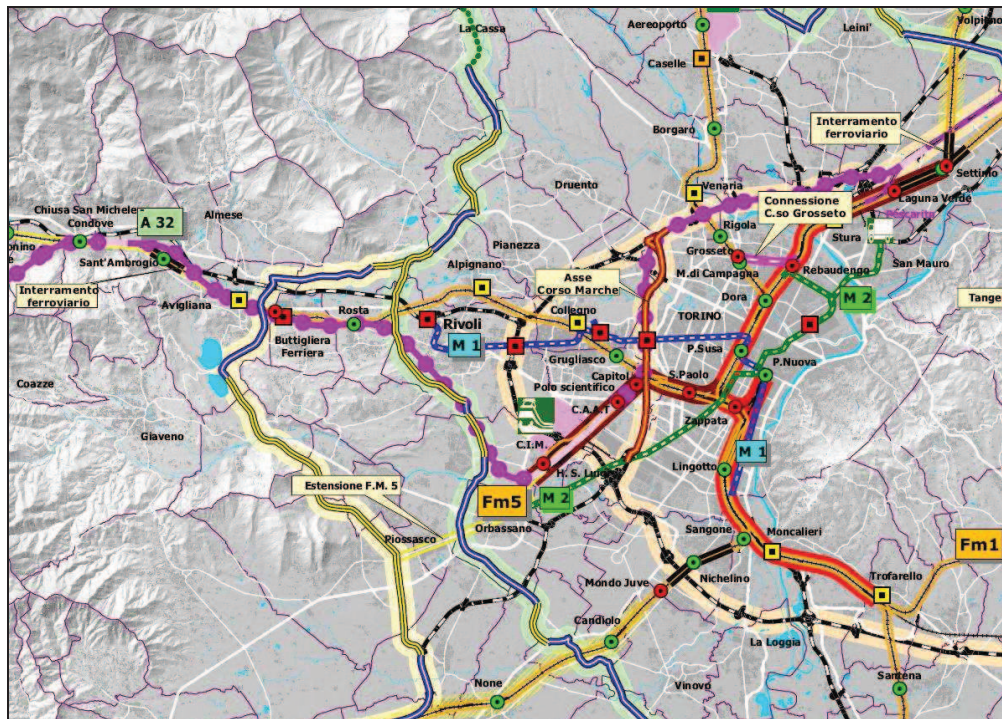 La Cassa
Aereoporto
Leini'
Volpiano
Caselle
Borgaro
Interramento
ferroviario
Settimo
Druento
Venaria
Laguna Verde
Connessione
C.so Grosseto
Chiusa San Michele
Condove
A 32
Almese
Rigola
Stura
Pianezza
Grosseto
San Mauro
Sant'Ambrogio
Alpignano
Asse
Corso Marche
M.di Campagna
Rebaudengo
Interramento
ferroviario
Avigliana
Collegno
Dora
M 2
Tange
Rosta
Rivoli
TORINO
Buttigliera
Ferriera
M 1
Grugliasco
P.Susa
P.Nuova
Coazze
Capitol
S.Paolo
Polo scientifico
C.A.A.T
Zappata
Giaveno
C.I.M.
M 1
Lingotto
Estensione F.M. 5
Fm5
M 2
Orbassano
Sangone
Moncalieri
Piossasco
Fm1
Nichelino
Trofarello
Mondo Juve
Candiolo
La Loggia
Santena
None
Vinovo